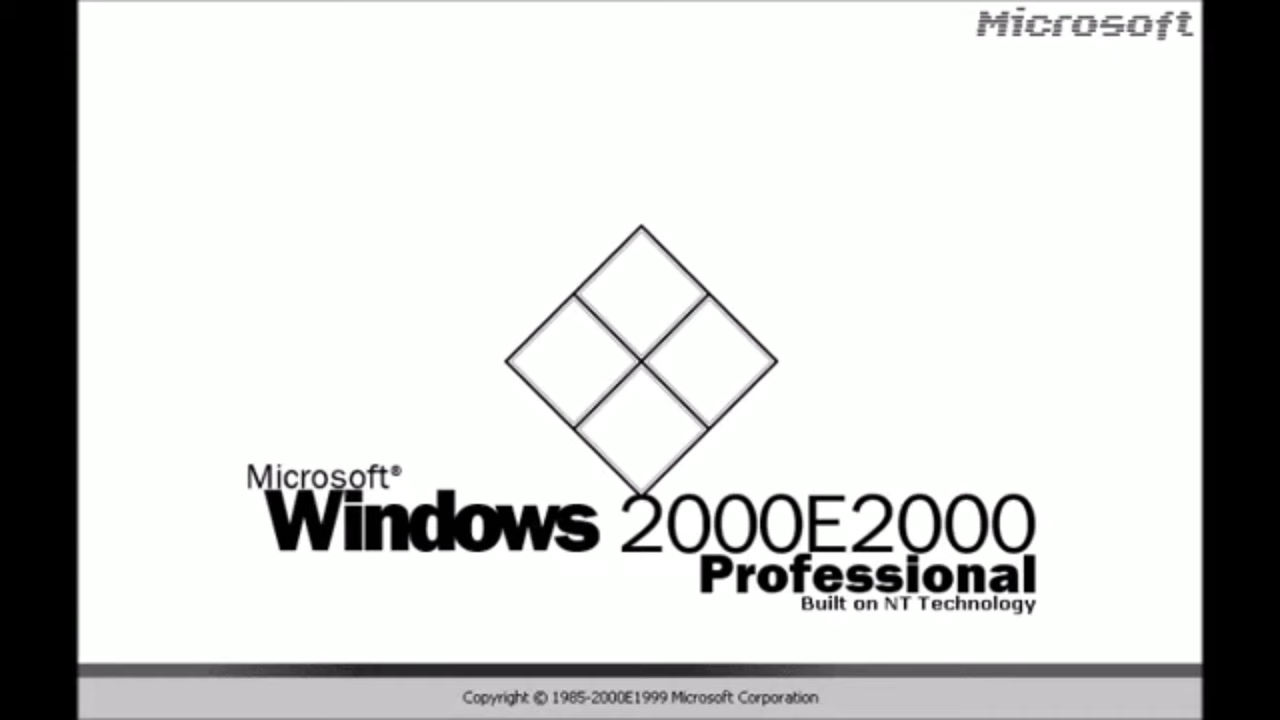 Microsoft
Microsoft®
Windows 2000E2000
Professional
Built on NT Technology
Copyright © 1985-2000E1999 Microsoft Corporation